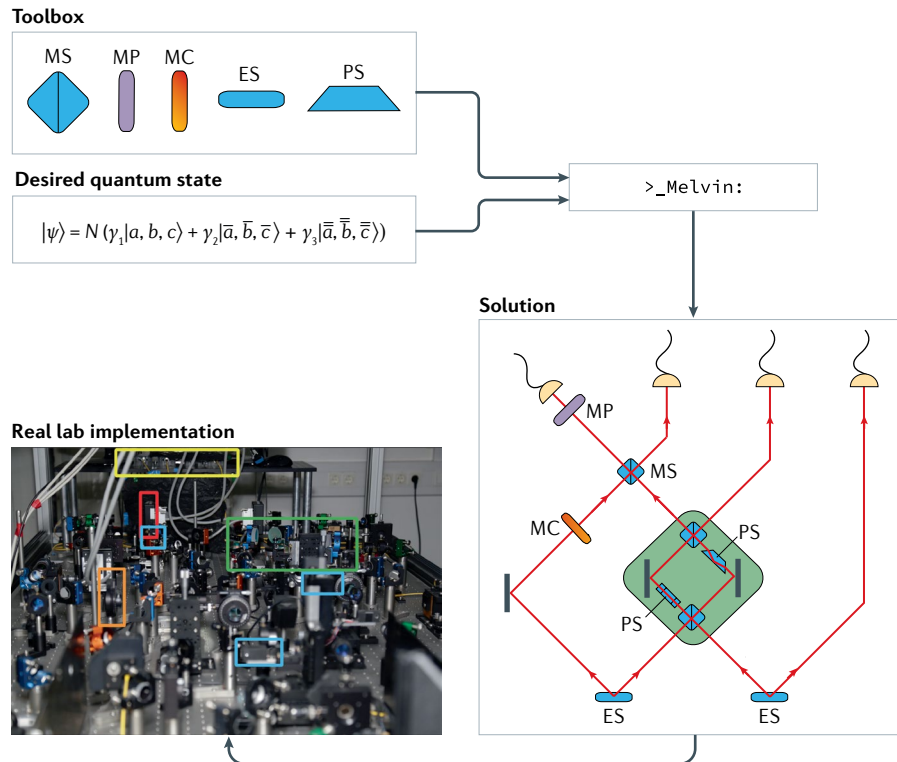 Toolbox
MS MP MC ES PS
Desired quantum state
|ψ⟩ = N (γ₁|a, b, c⟩ + γ₂|a̅, b̅, c̅⟩ + γ₃|a̿, b̿, c̿⟩)
>_Melvin:
Solution
MP
MS
MC
PS
PS
ES ES
Real lab implementation